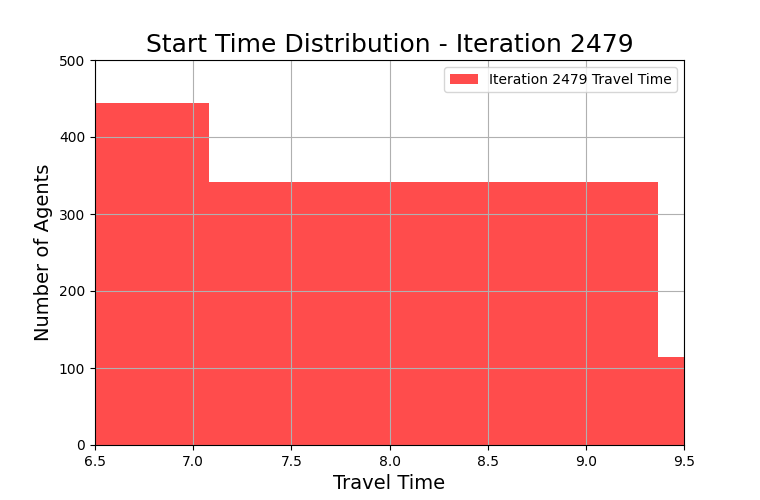 Start Time Distribution - Iteration 2479
500
Iteration 2479 Travel Time
400
300
200
100
0
Number of Agents
6.5 7.0 7.5 8.0 8.5 9.0 9.5
Travel Time